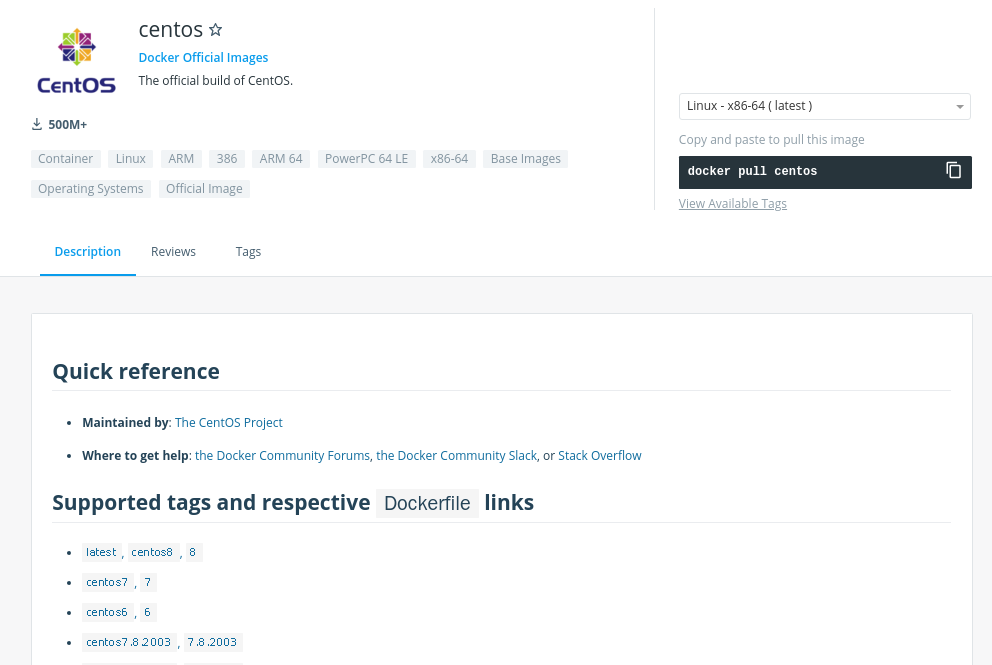 centos
Docker Official Images
The official build of CentOS.
CentOS
500M+
Container Linux ARM 386 ARM 64 PowerPC 64 LE x86-64 Base Images
Operating Systems Official Image
Linux - x86-64 ( latest )
Copy and paste to pull this image
docker pull centos
View Available Tags
Description Reviews Tags
Quick reference
• Maintained by: The CentOS Project
• Where to get help: the Docker Community Forums, the Docker Community Slack, or Stack Overflow
Supported tags and respective Dockerfile links
• latest , centos8 , 8
• centos7 , 7
• centos6 , 6
• centos7.8.2003 , 7.8.2003